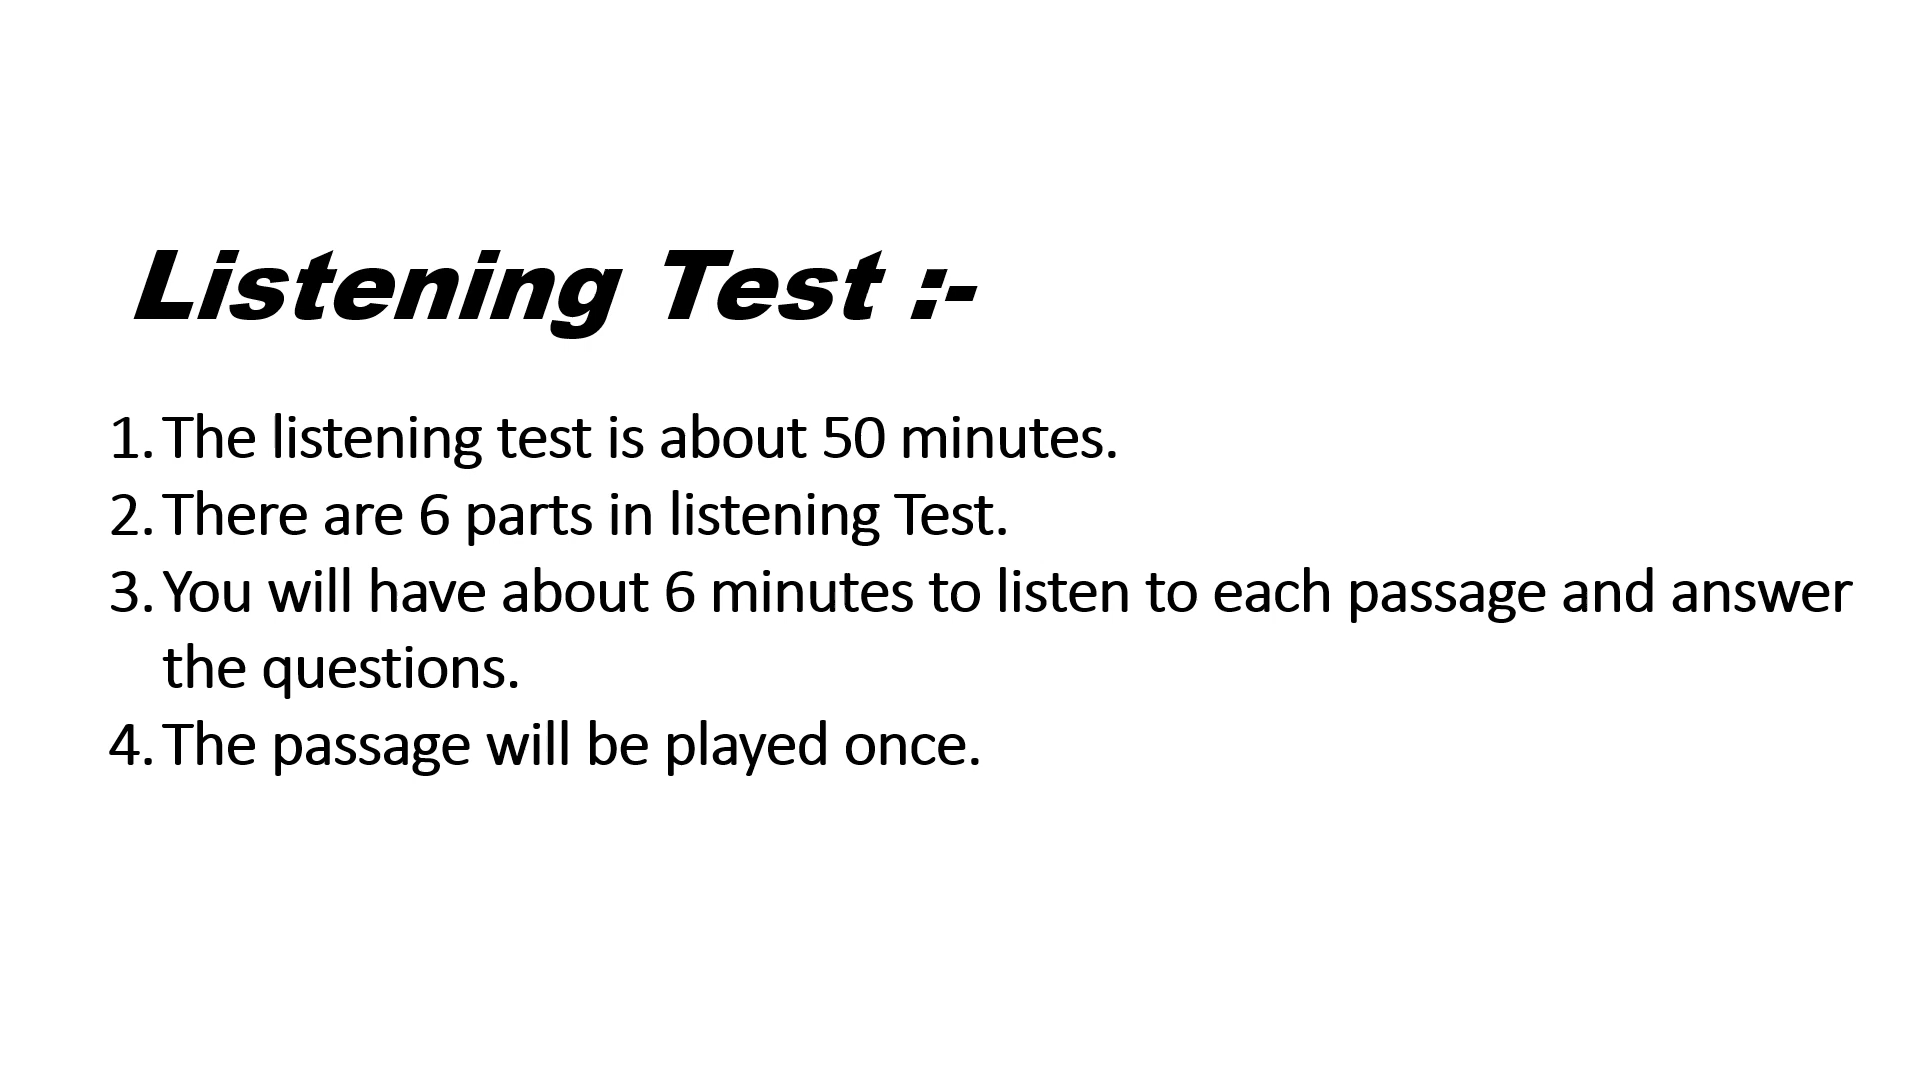 Listening Test :-
1. The listening test is about 50 minutes.
2. There are 6 parts in listening Test.
3. You will have about 6 minutes to listen to each passage and answer
the questions.
4. The passage will be played once.